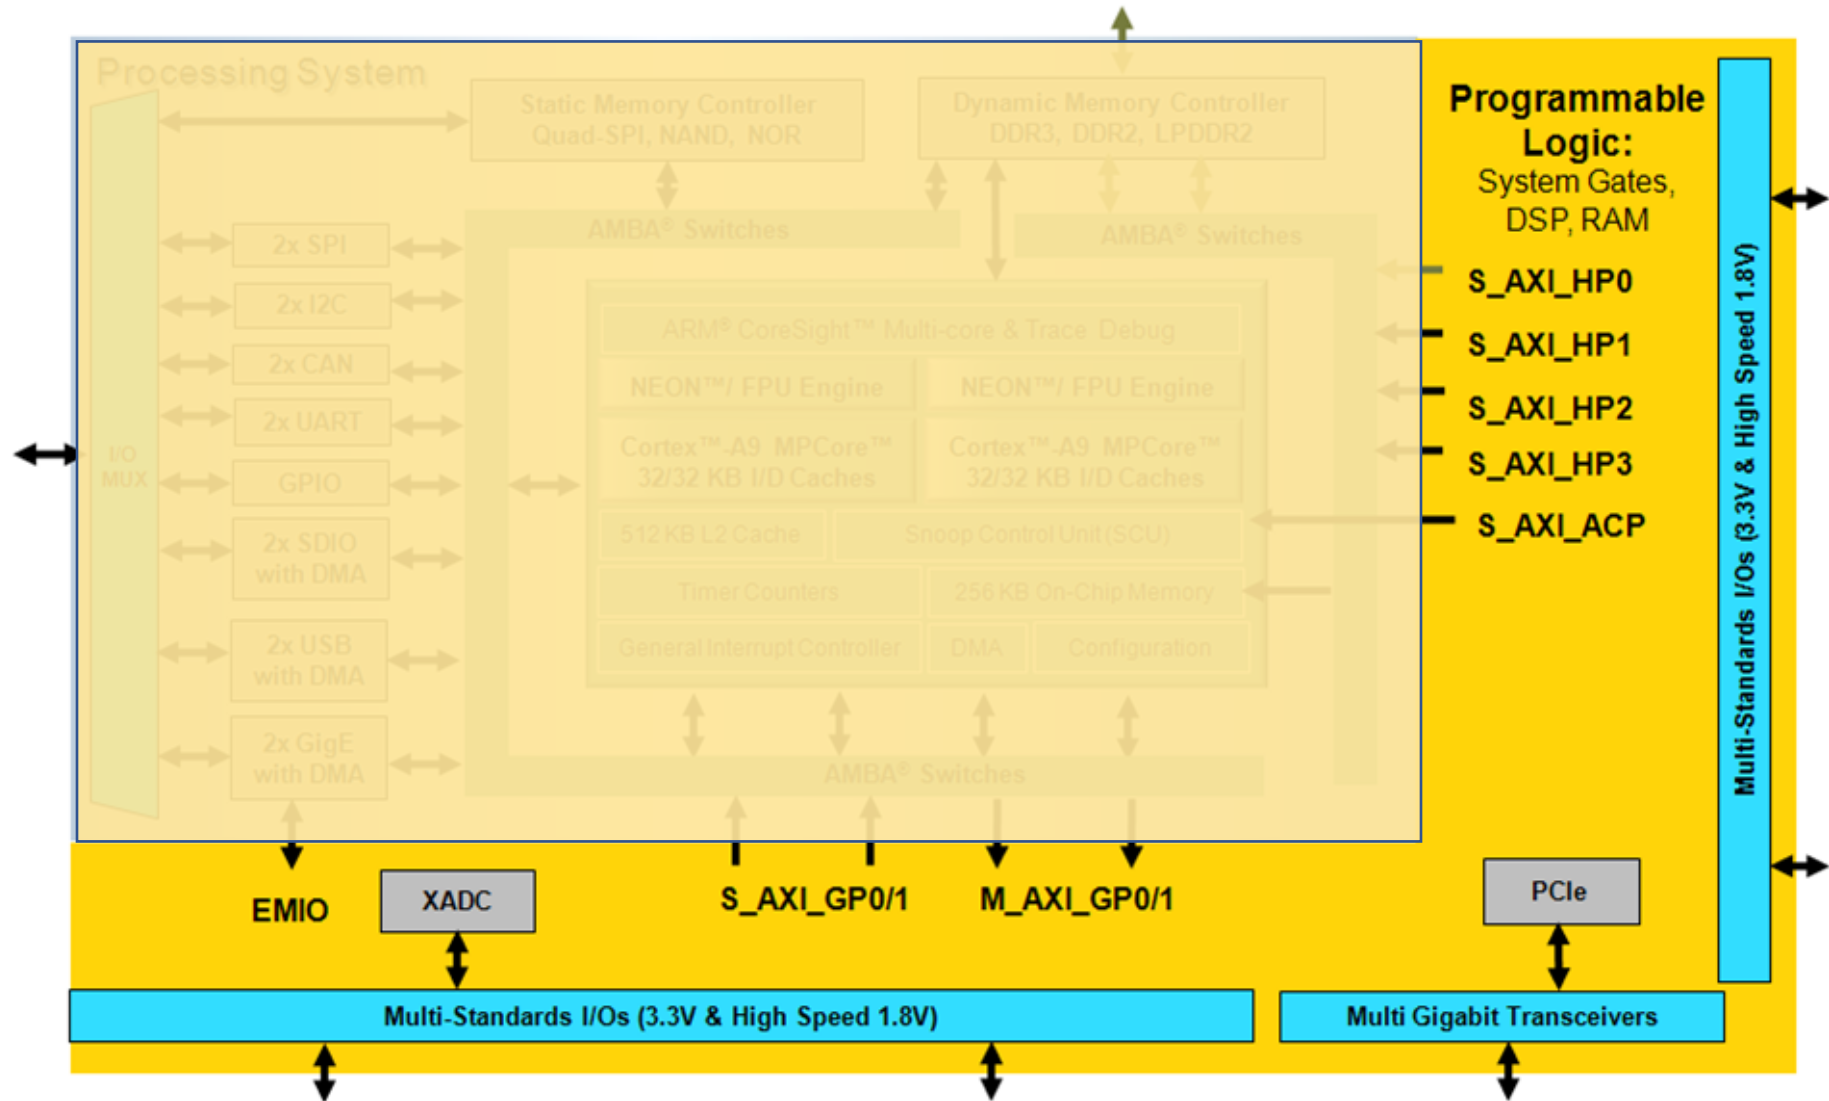 Processing System
Static Memory Controller
Quad-SPI, NAND, NOR
Dynamic Memory Controller
DDR3, DDR2, LPDDR2
Programmable
Logic:
System Gates,
DSP, RAM
AMBA® Switches
AMBA® Switches
2x SPI
2x I2C
2x CAN
2x UART
GPIO
2x SDIO
with DMA
2x USB
with DMA
2x GigE
with DMA
I/O
MUX
ARM® CoreSight™ Multi-core & Trace Debug
NEON™/ FPU Engine
NEON™/ FPU Engine
Cortex™-A9 MPCore™
32/32 KB I/D Caches
Cortex™-A9 MPCore™
32/32 KB I/D Caches
512 KB L2 Cache
Snoop Control Unit (SCU)
Timer Counters
256 KB On-Chip Memory
General Interrupt Controller
DMA
Configuration
AMBA® Switches
S_AXI_HP0
S_AXI_HP1
S_AXI_HP2
S_AXI_HP3
S_AXI_ACP
Multi-Standards I/Os (3.3V & High Speed 1.8V)
EMIO
XADC
S_AXI_GP0/1
M_AXI_GP0/1
PCIe
Multi-Standards I/Os (3.3V & High Speed 1.8V)
Multi Gigabit Transceivers